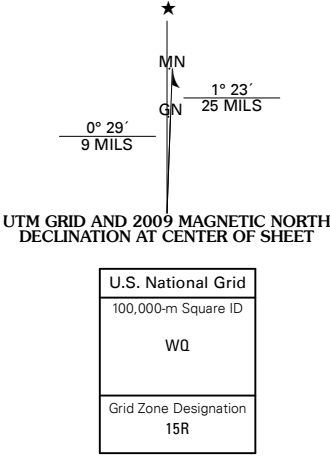 ★
MN
1° 23´
25 MILS
GN
0° 29´
9 MILS
UTM GRID AND 2009 MAGNETIC NORTH
DECLINATION AT CENTER OF SHEET
U.S. National Grid
100,000-m Square ID
WQ
Grid Zone Designation
15R